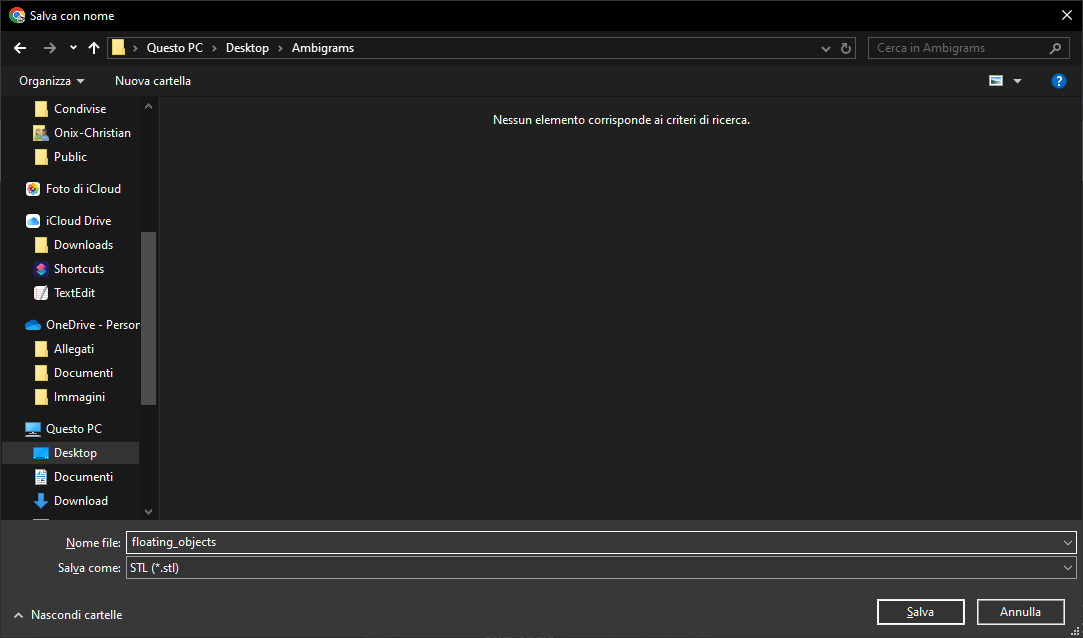 Salva con nome
Questo PC > Desktop > Ambigrams
Cerca in Ambigrams
Organizza Nuova cartella
?
Condivise
Nessun elemento corrisponde ai criteri di ricerca.
Onix-Christian
Public
Foto di iCloud
iCloud Drive
Downloads
Shortcuts
TextEdit
OneDrive - Person
Allegati
Documenti
Immagini
Questo PC
Desktop
Documenti
Download
Nome file: floating_objects
Salva come: STL (*.stl)
Nascondi cartelle
Salva Annulla